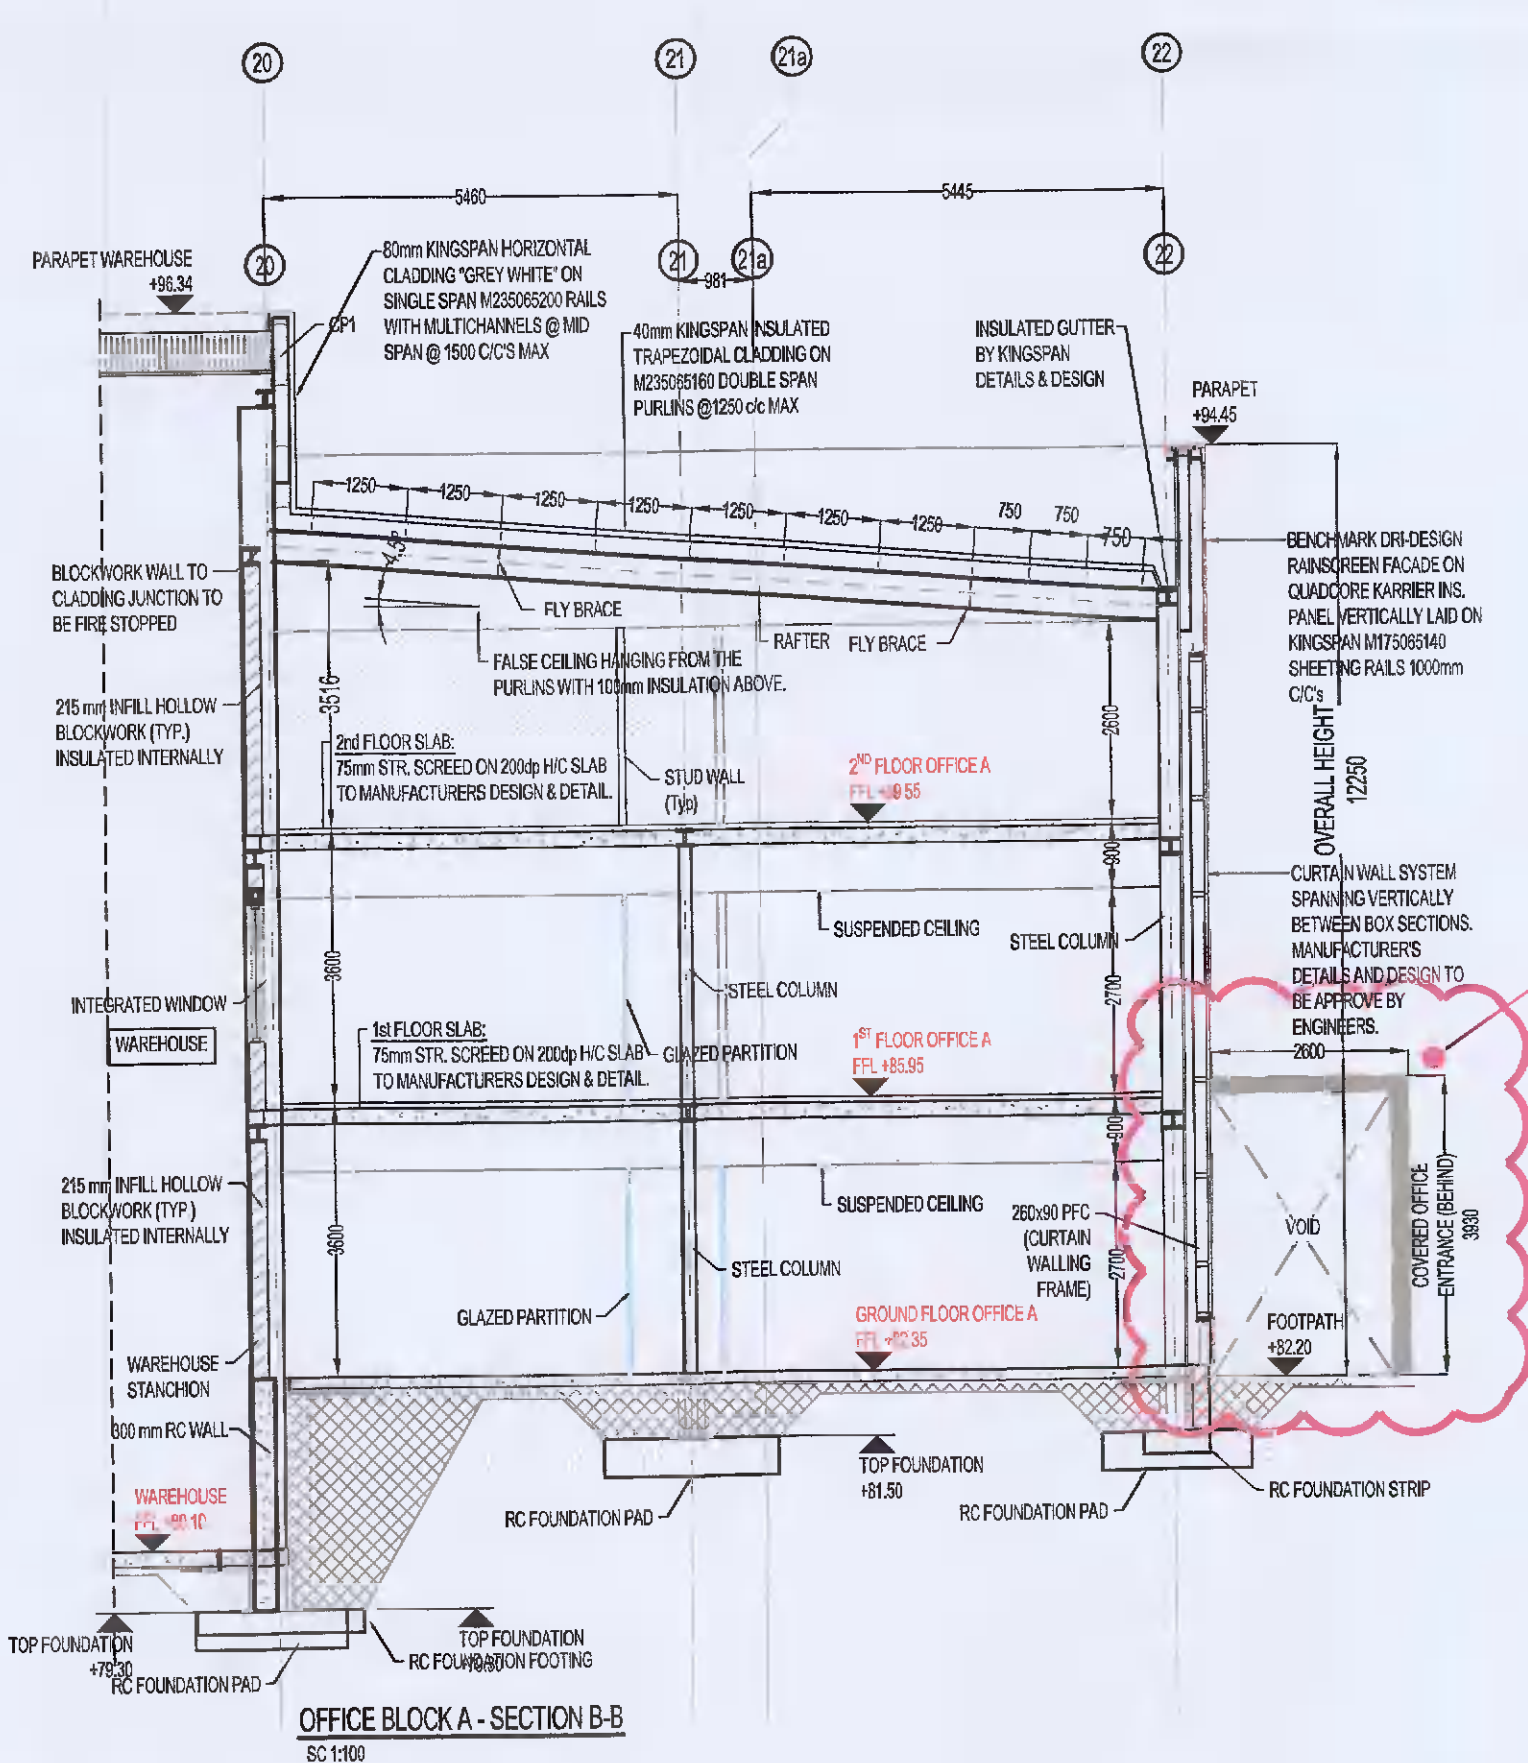 20
21
21a
22
5460
5445
20
21
21a
22
981
PARAPET WAREHOUSE
+96.34
80mm KINGSPAN HORIZONTAL
CLADDING "GREY WHITE" ON
SINGLE SPAN M235065200 RAILS
WITH MULTICHANNELS @ MID
SPAN @ 1500 C/C'S MAX
CP1
40mm KINGSPAN INSULATED
TRAPEZOIDAL CLADDING ON
M235065160 DOUBLE SPAN
PURLINS @1250 c/c MAX
INSULATED GUTTER
BY KINGSPAN
DETAILS & DESIGN
PARAPET
+94.45
1250
1250
1250
1250
1250
1250
1250
750
750
750
BENCHMARK DRI-DESIGN
RAINSCREEN FACADE ON
QUADCORE KARRIER INS.
PANEL VERTICALLY LAID ON
KINGSPAN M175065140
SHEETING RAILS 1000mm
C/C's
BLOCKWORK WALL TO
CLADDING JUNCTION TO
BE FIRE STOPPED
FLY BRACE
RAFTER
FLY BRACE
FALSE CEILING HANGING FROM THE
PURLINS WITH 100mm INSULATION ABOVE.
3516
2600
215 mm INFILL HOLLOW
BLOCKWORK (TYP.)
INSULATED INTERNALLY
2nd FLOOR SLAB:
75mm STR. SCREED ON 200dp H/C SLAB
TO MANUFACTURERS DESIGN & DETAIL.
STUD WALL
(Typ)
2ND FLOOR OFFICE A
FFL +89.55
OVERALL HEIGHT
12250
900
CURTAIN WALL SYSTEM
SPANNING VERTICALLY
BETWEEN BOX SECTIONS.
MANUFACTURER'S
DETAILS AND DESIGN TO
BE APPROVE BY
ENGINEERS.
SUSPENDED CEILING
STEEL COLUMN
3600
2700
STEEL COLUMN
INTEGRATED WINDOW
WAREHOUSE
1st FLOOR SLAB:
75mm STR. SCREED ON 200dp H/C SLAB
TO MANUFACTURERS DESIGN & DETAIL.
GLAZED PARTITION
1ST FLOOR OFFICE A
FFL +85.95
2600
900
215 mm INFILL HOLLOW
BLOCKWORK (TYP.)
INSULATED INTERNALLY
SUSPENDED CEILING
260x90 PFC
(CURTAIN
WALLING
FRAME)
VOID
COVERED OFFICE
ENTRANCE (BEHIND)
3930
3600
2700
STEEL COLUMN
GLAZED PARTITION
GROUND FLOOR OFFICE A
FFL +82.35
FOOTPATH
+82.20
WAREHOUSE
STANCHION
300 mm RC WALL
TOP FOUNDATION
+81.50
RC FOUNDATION PAD
RC FOUNDATION PAD
RC FOUNDATION STRIP
WAREHOUSE
FFL +80.10
TOP FOUNDATION
+79.30
RC FOUNDATION PAD
TOP FOUNDATION
RC FOUNDATION FOOTING
OFFICE BLOCK A - SECTION B-B
SC 1:100